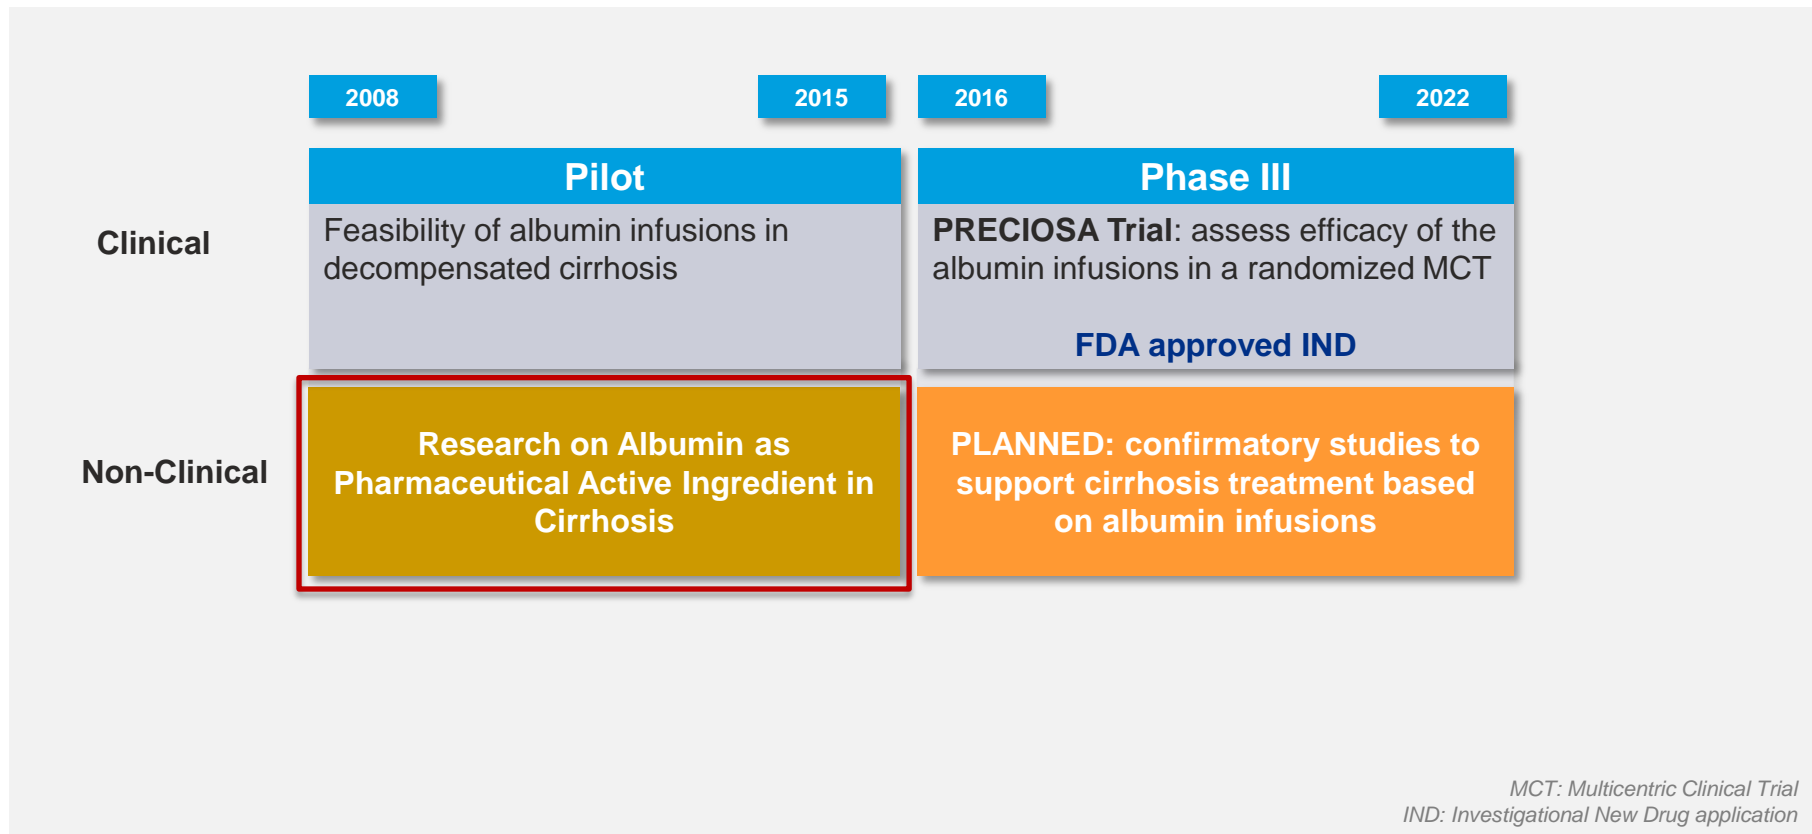 2008
2015
2016
2022
Pilot
Phase III
Clinical
Feasibility of albumin infusions in
decompensated cirrhosis
PRECIOSA Trial: assess efficacy of the
albumin infusions in a randomized MCT
FDA approved IND
Non-Clinical
Research on Albumin as
Pharmaceutical Active Ingredient in
Cirrhosis
PLANNED: confirmatory studies to
support cirrhosis treatment based
on albumin infusions
MCT: Multicentric Clinical Trial
IND: Investigational New Drug application